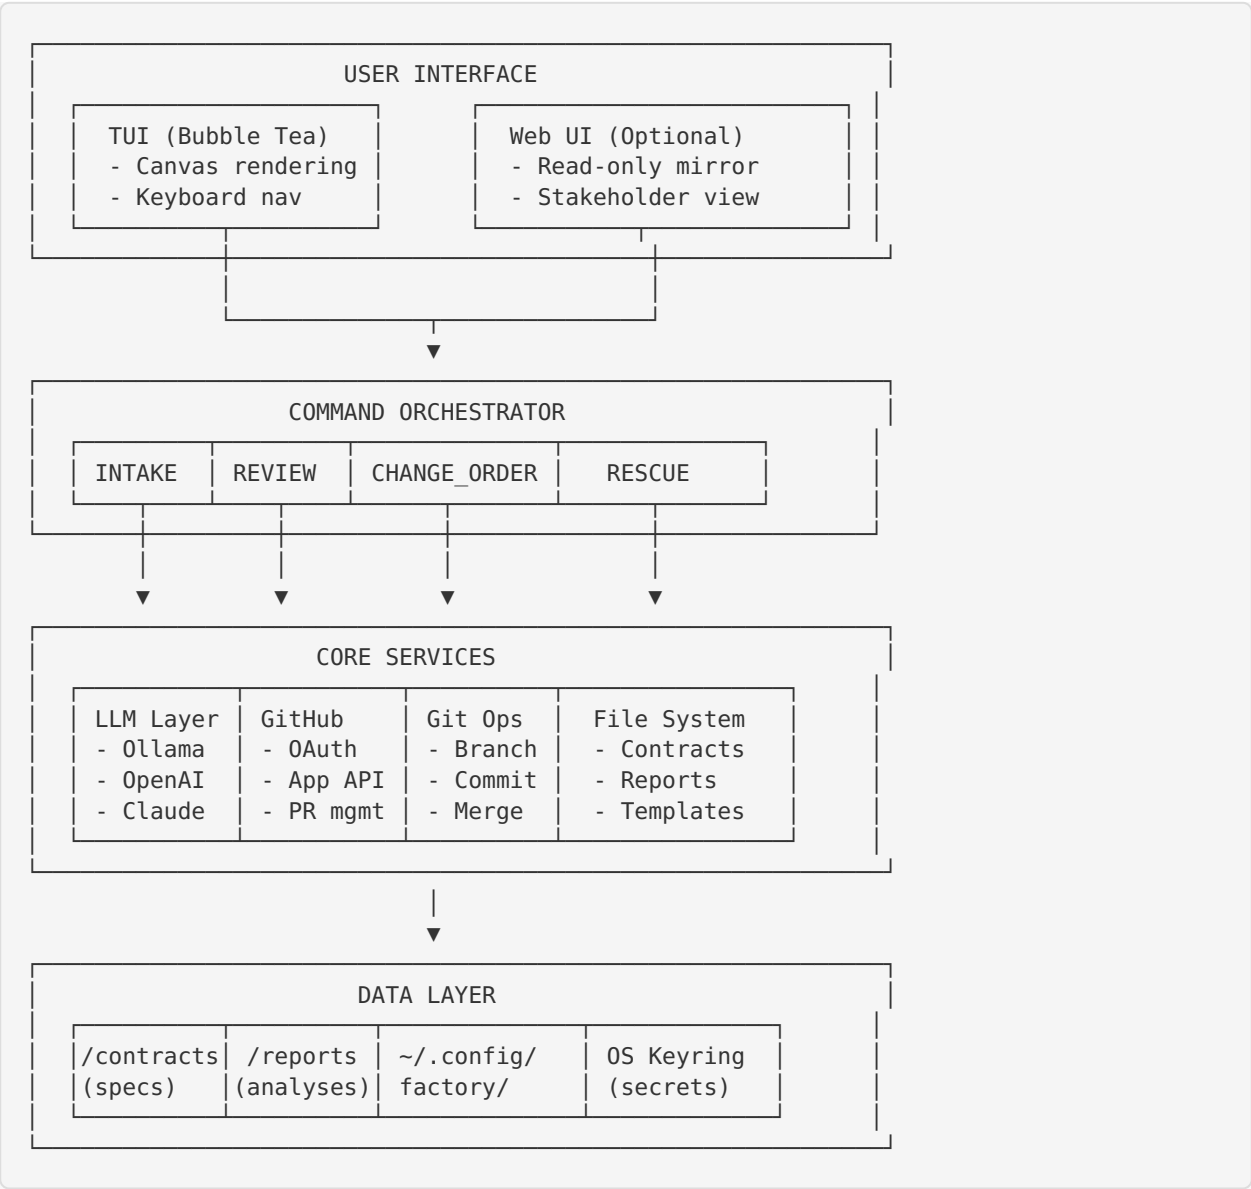 USER INTERFACE
TUI (Bubble Tea) Web UI (Optional)
- Canvas rendering - Read-only mirror
- Keyboard nav - Stakeholder view
▼
COMMAND ORCHESTRATOR
INTAKE REVIEW CHANGE_ORDER RESCUE
▼ ▼ ▼ ▼
CORE SERVICES
LLM Layer GitHub Git Ops File System
- Ollama - OAuth - Branch - Contracts
- OpenAI - App API - Commit - Reports
- Claude - PR mgmt - Merge - Templates
▼
DATA LAYER
/contracts /reports ~/.config/ OS Keyring
(specs) (analyses) factory/ (secrets)